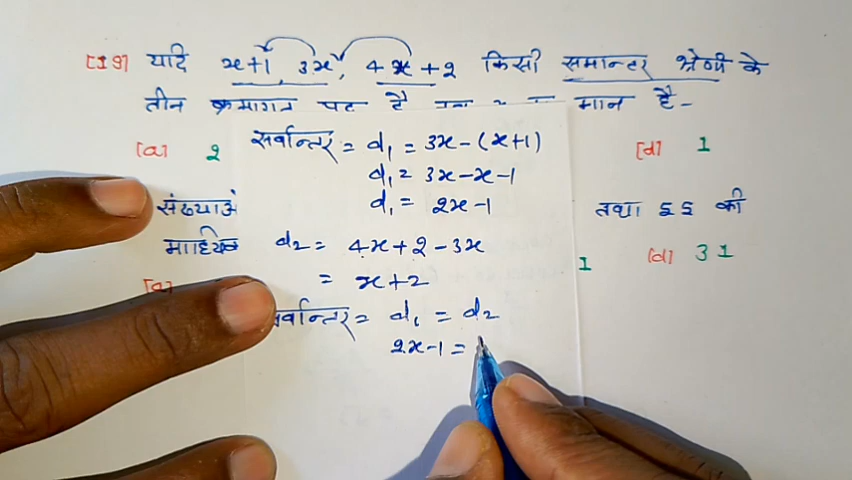 [19] यदि x+1, 3x, 4x+2 किसी समान्तर श्रेणी के
तीन क्रमागत पद है मान है-
[a] 2 [d] 1
सर्वान्तर = d₁ = 3x-(x+1)
d₁ = 3x-x-1
d₁ = 2x-1
संख्याओं तथा 55 की
d₂ = 4x+2-3x
1 [d] 31
= x+2
सर्वान्तर = d₁ = d₂
2x-1 =